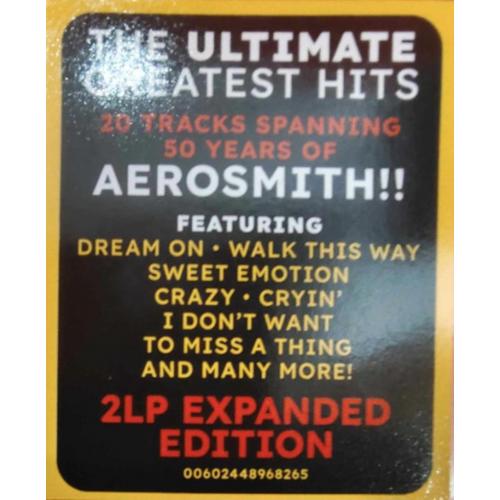 THE ULTIMATE
GREATEST HITS
20 TRACKS SPANNING
50 YEARS OF
AEROSMITH!!
FEATURING
DREAM ON • WALK THIS WAY
SWEET EMOTION
CRAZY • CRYIN'
I DON'T WANT
TO MISS A THING
AND MANY MORE!
2LP EXPANDED
EDITION
00602448968265